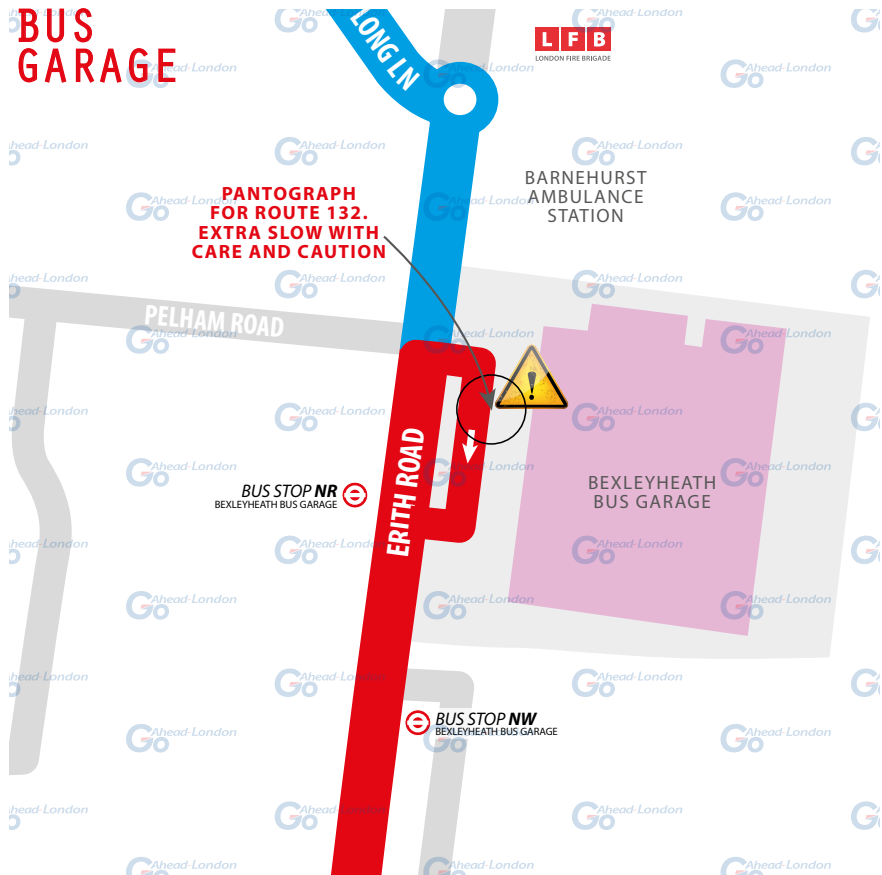 BUS
GARAGE
LONG LN
LFB
LONDON FIRE BRIGADE
BARNEHURST
AMBULANCE
STATION
PANTOGRAPH
FOR ROUTE 132.
EXTRA SLOW WITH
CARE AND CAUTION
PELHAM ROAD
ERITH ROAD
BUS STOP NR
BEXLEYHEATH BUS GARAGE
BEXLEYHEATH
BUS GARAGE
BUS STOP NW
BEXLEYHEATH BUS GARAGE
Go Ahead-London